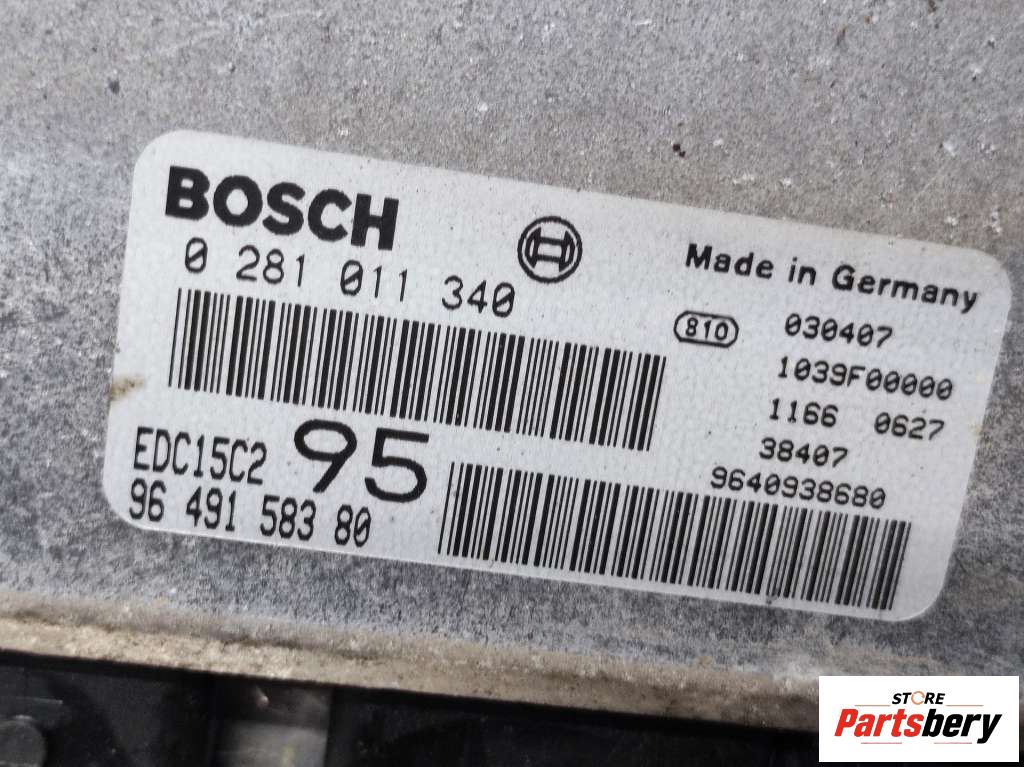 BOSCH
0 281 011 340
Made in Germany
810
030407
1039F00000
1166 0627
38407
9640938680
EDC15C2
95
96 491 583 80
STORE
Partsbery